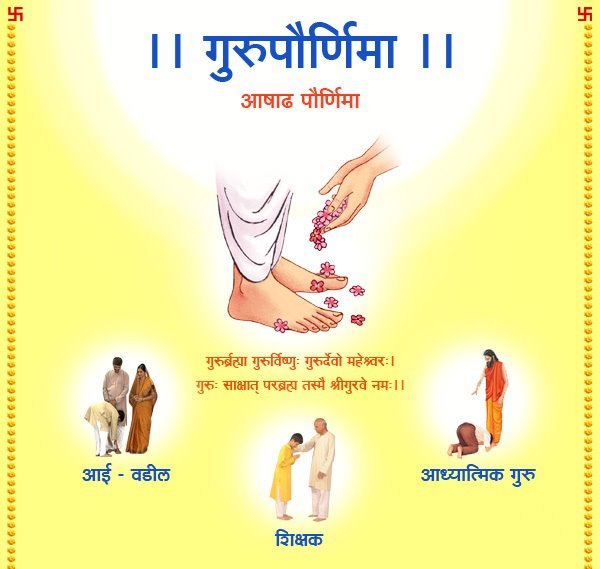 ।। गुरुपौर्णिमा ।।
आषाढ पौर्णिमा
गुरुर्ब्रह्मा गुरुर्विष्णुः गुरुर्देवो महेश्वरः।
गुरुः साक्षात् परब्रह्म तस्मै श्रीगुरवे नमः।।
आई - वडील
आध्यात्मिक गुरु
शिक्षक